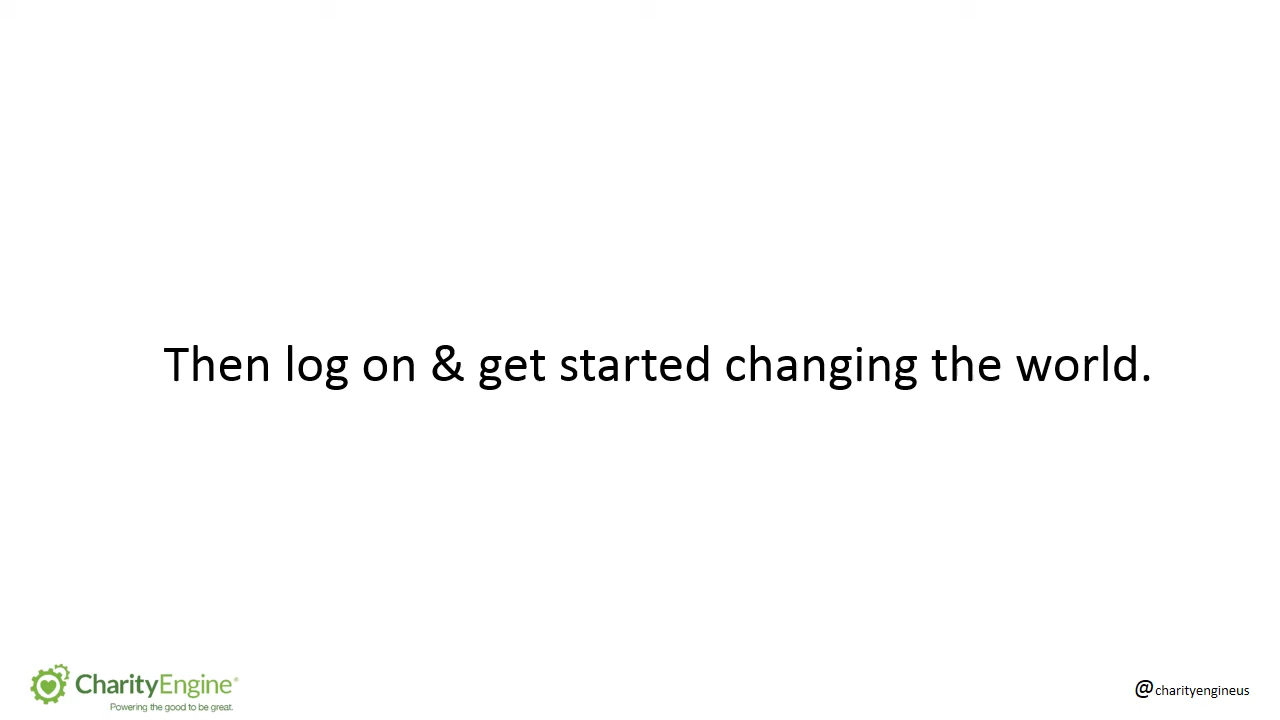 Then log on & get started changing the world.
CharityEngine®
Powering the good to be great.
@charityengineus